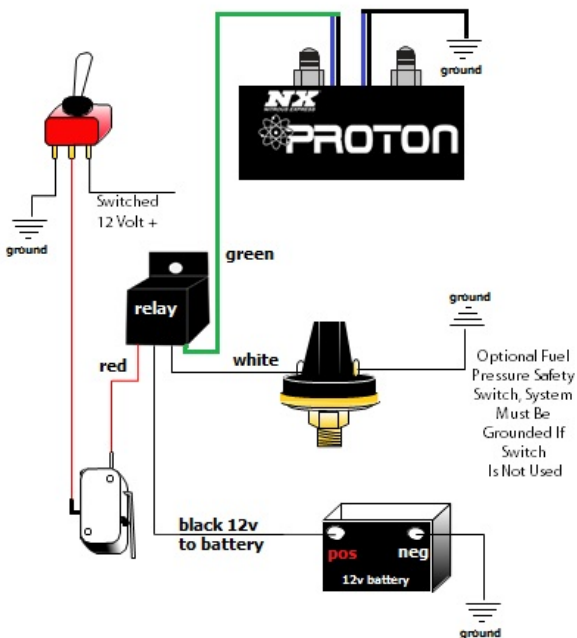 ground
NX
NITROUS EXPRESS
PROTON
Switched
12 Volt +
ground
green
relay
ground
white
red
Optional Fuel
Pressure Safety
Switch, System
Must Be
Grounded If
Switch
Is Not Used
black 12v
to battery
pos
neg
12v battery
ground